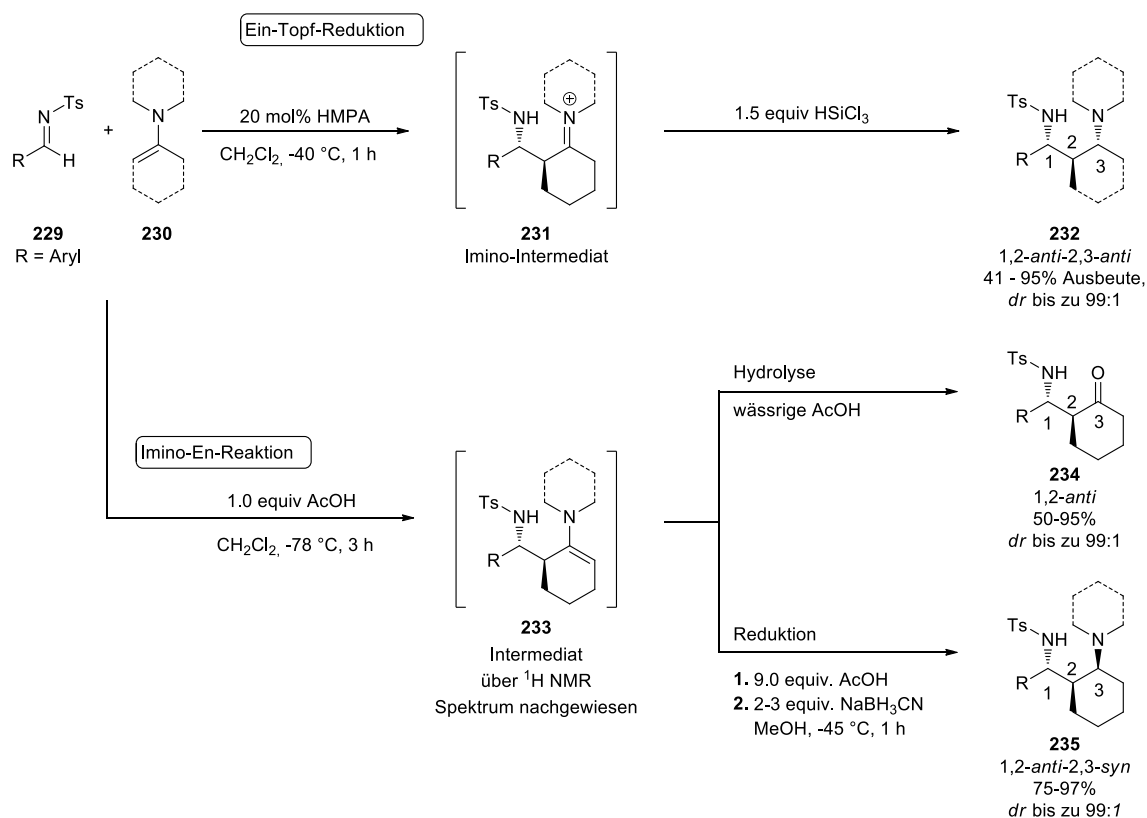 Ein-Topf-Reduktion
Ts
N
R
H
+
N
20 mol% HMPA
CH2Cl2, -40 °C, 1 h
Ts
NH
N
⊕
R
1.5 equiv HSiCl3
Ts
NH
N
R
1
2
3
229
R = Aryl
230
231
Imino-Intermediat
232
1,2-anti-2,3-anti
41 - 95% Ausbeute,
dr bis zu 99:1
Imino-En-Reaktion
1.0 equiv AcOH
CH2Cl2, -78 °C, 3 h
Ts
NH
N
R
233
Intermediat
über 1H NMR
Spektrum nachgewiesen
Hydrolyse
wässrige AcOH
Ts
NH
O
R
1
2
3
234
1,2-anti
50-95%
dr bis zu 99:1
Reduktion
1. 9.0 equiv. AcOH
2. 2-3 equiv. NaBH3CN
MeOH, -45 °C, 1 h
Ts
NH
N
R
1
2
3
235
1,2-anti-2,3-syn
75-97%
dr bis zu 99:1